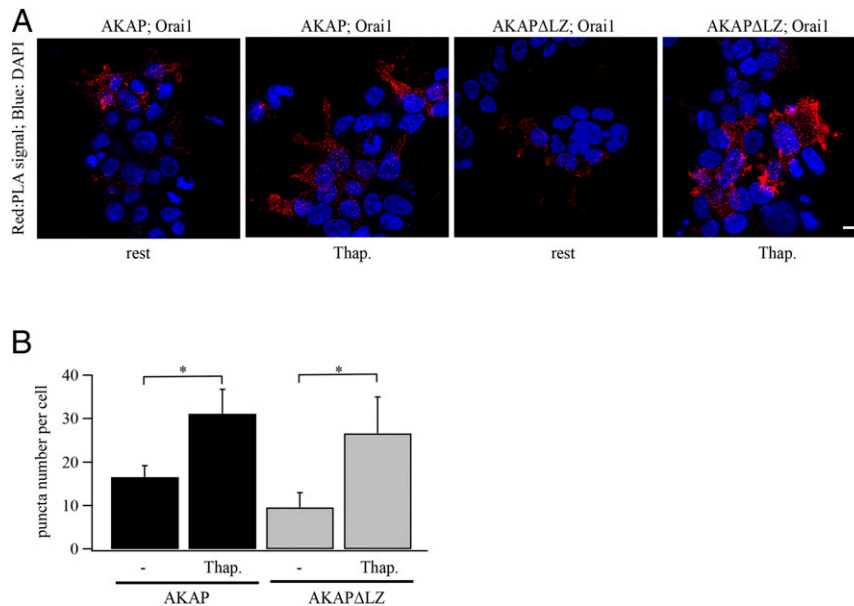 A
AKAP; Orai1 AKAP; Orai1 AKAPΔLZ; Orai1 AKAPΔLZ; Orai1
Red:PLA signal; Blue: DAPI
rest Thap. rest Thap.
B
* *
puncta number per cell
40
30
20
10
0
- Thap. - Thap.
AKAP AKAPΔLZ